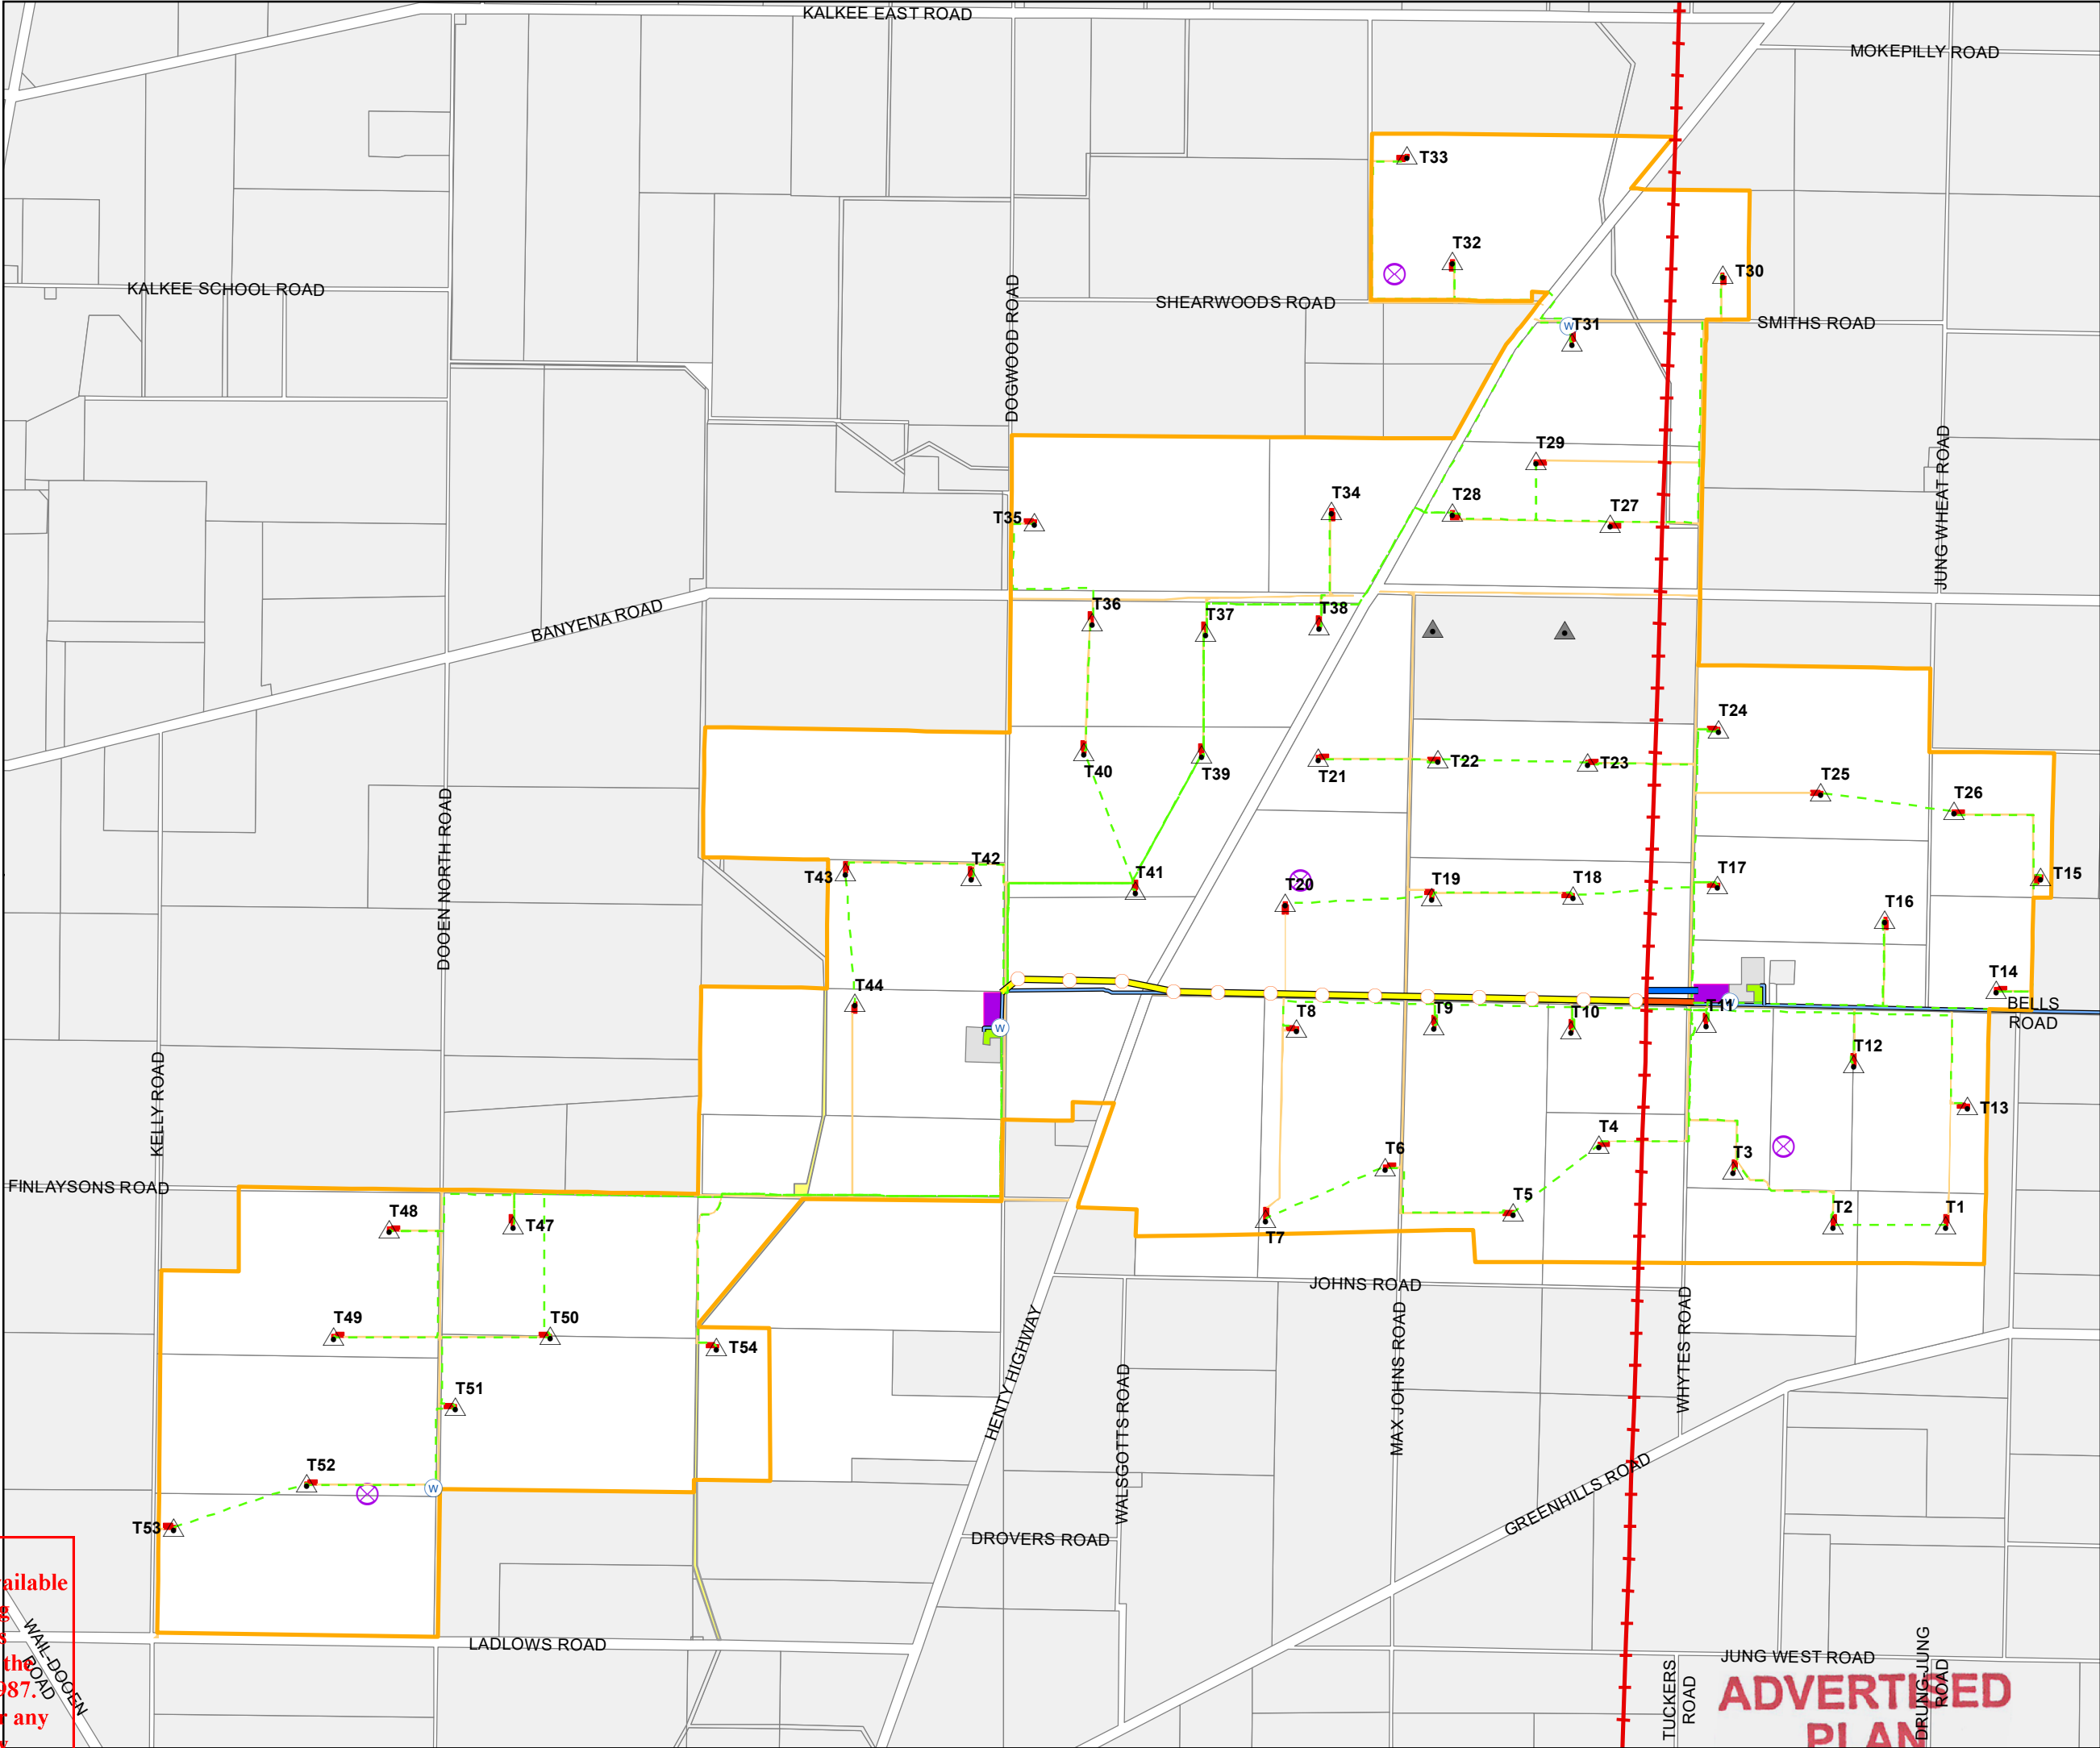 KALKEE EAST ROAD
MOKEPILLY ROAD
T33
T32
T30
KALKEE SCHOOL ROAD
DOGWOOD ROAD
SHEARWOODS ROAD
W
T31
SMITHS ROAD
JUNG WHEAT ROAD
T29
T28
T27
T34
T35
BANYENA ROAD
T36
T37
T38
T24
T40
T39
T21
T22
T23
T25
T26
DOOEN NORTH ROAD
T43
T42
T41
T20
T19
T18
T17
T16
T15
T44
T14
BELLS
ROAD
W
W
T8
T9
T10
T11
T12
T13
KELLY ROAD
T6
T4
T3
FINLAYSONS ROAD
T48
T47
T7
T5
T2
T1
JOHNS ROAD
T49
T50
T54
HENTY HIGHWAY
WALSGOTTS ROAD
MAX JOHNS ROAD
WHYTES ROAD
T51
T52
W
T53
GREENHILLS ROAD
DROVERS ROAD
ailable
g
s
the
987.
r any
WAIL-DOOEN
ROAD
LADLOWS ROAD
JUNG WEST ROAD
TUCKERS
ROAD
DRUNG-JUNG
ROAD
ADVERTISED
PLAN